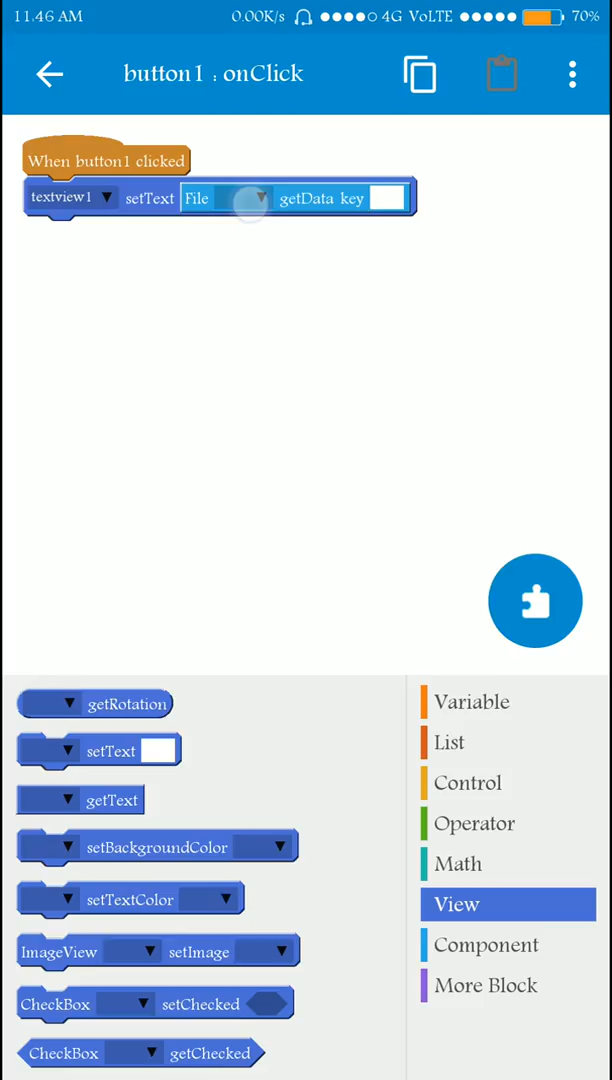 11.46 AM 0.00K/s 4G VoLTE 70%
button1 : onClick
When button1 clicked
textview1 setText File getData key
getRotation
setText
getText
setBackgroundColor
setTextColor
ImageView setImage
CheckBox setChecked
CheckBox getChecked
Variable
List
Control
Operator
Math
View
Component
More Block